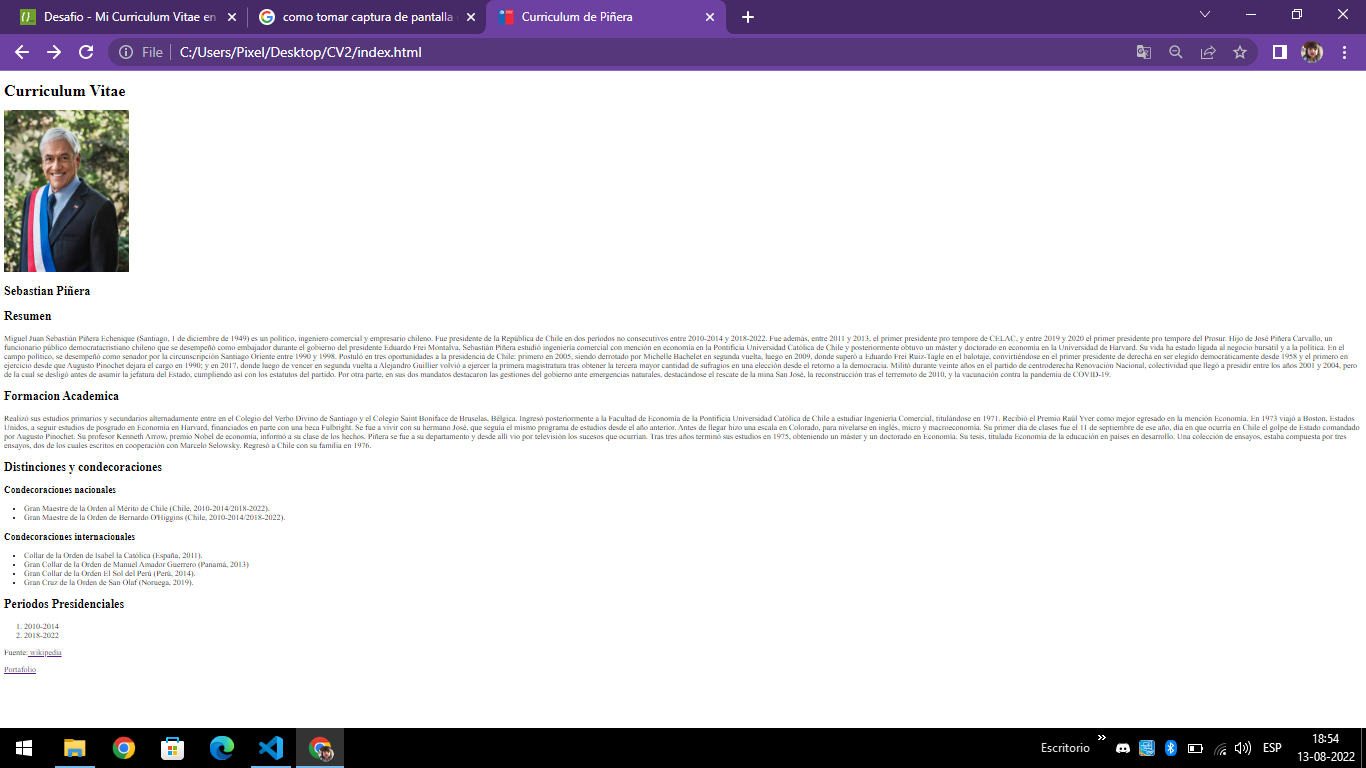 Desafio - Mi Curriculum Vitae en
como tomar captura de pantalla
Curriculum de Piñera
File
C:/Users/Pixel/Desktop/CV2/index.html
Curriculum Vitae
Sebastian Piñera
Resumen
Miguel Juan Sebastián Piñera Echenique (Santiago, 1 de diciembre de 1949) es un político, ingeniero comercial y empresario chileno. Fue presidente de la República de Chile en dos períodos no consecutivos entre 2010-2014 y 2018-2022. Fue además, entre 2011 y 2013, el primer presidente pro tempore de CELAC, y entre 2019 y 2020 el primer presidente pro tempore del Prosur. Hijo de José Piñera Carvallo, un
funcionario público democratacristiano chileno que se desempeñó como embajador durante el gobierno del presidente Eduardo Frei Montalva, Sebastián Piñera estudió ingeniería comercial con mención en economía en la Pontificia Universidad Católica de Chile y posteriormente obtuvo un máster y doctorado en economía en la Universidad de Harvard. Su vida ha estado ligada al negocio bursátil y a la política. En el
campo político, se desempeñó como senador por la circunscripción Santiago Oriente entre 1990 y 1998. Postuló en tres oportunidades a la presidencia de Chile: primero en 2005, siendo derrotado por Michelle Bachelet en segunda vuelta, luego en 2009, donde superó a Eduardo Frei Ruiz-Tagle en el balotaje, convirtiéndose en el primer presidente de derecha en ser elegido democráticamente desde 1958 y el primero en
ejercicio desde que Augusto Pinochet dejara el cargo en 1990; y en 2017, donde luego de vencer en segunda vuelta a Alejandro Guillier volvió a ejercer la primera magistratura tras obtener la tercera mayor cantidad de sufragios en una elección desde el retorno a la democracia. Militó durante veinte años en el partido de centroderecha Renovación Nacional, colectividad que llegó a presidir entre los años 2001 y 2004, pero
de la cual se desligó antes de asumir la jefatura del Estado, cumpliendo así con los estatutos del partido. Por otra parte, en sus dos mandatos destacaron las gestiones del gobierno ante emergencias naturales, destacándose el rescate de la mina San José, la reconstrucción tras el terremoto de 2010, y la vacunación contra la pandemia de COVID-19.
Formacion Academica
Realizó sus estudios primarios y secundarios alternadamente entre en el Colegio del Verbo Divino de Santiago y el Colegio Saint Boniface de Bruselas, Bélgica. Ingresó posteriormente a la Facultad de Economía de la Pontificia Universidad Católica de Chile a estudiar Ingeniería Comercial, titulándose en 1971. Recibió el Premio Raúl Yver como mejor egresado en la mención Economía. En 1973 viajó a Boston, Estados
Unidos, a seguir estudios de posgrado en Economía en Harvard, financiados en parte con una beca Fulbright. Se fue a vivir con su hermano José, que seguía el mismo programa de estudios desde el año anterior. Antes de llegar hizo una escala en Colorado, para nivelarse en inglés, micro y macroeconomía. Su primer día de clases fue el 11 de septiembre de ese año, día en que ocurría en Chile el golpe de Estado comandado
por Augusto Pinochet. Su profesor Kenneth Arrow, premio Nobel de economía, informó a su clase de los hechos. Piñera se fue a su departamento y desde allí vio por televisión los sucesos que ocurrían. Tras tres años terminó sus estudios en 1975, obteniendo un máster y un doctorado en Economía. Su tesis, titulada Economía de la educación en países en desarrollo. Una colección de ensayos, estaba compuesta por tres
ensayos, dos de los cuales escritos en cooperación con Marcelo Selowsky. Regresó a Chile con su familia en 1976.
Distinciones y condecoraciones
Condecoraciones nacionales
• Gran Maestre de la Orden al Mérito de Chile (Chile, 2010-2014/2018-2022).
• Gran Maestre de la Orden de Bernardo O'Higgins (Chile, 2010-2014/2018-2022).
Condecoraciones internacionales
• Collar de la Orden de Isabel la Católica (España, 2011).
• Gran Collar de la Orden de Manuel Amador Guerrero (Panamá, 2013)
• Gran Collar de la Orden El Sol del Perú (Perú, 2014).
• Gran Cruz de la Orden de San Olaf (Noruega, 2019).
Periodos Presidenciales
1. 2010-2014
2. 2018-2022
Fuente: wikipedia
Portafolio
Escritorio
ESP
18:54
13-08-2022